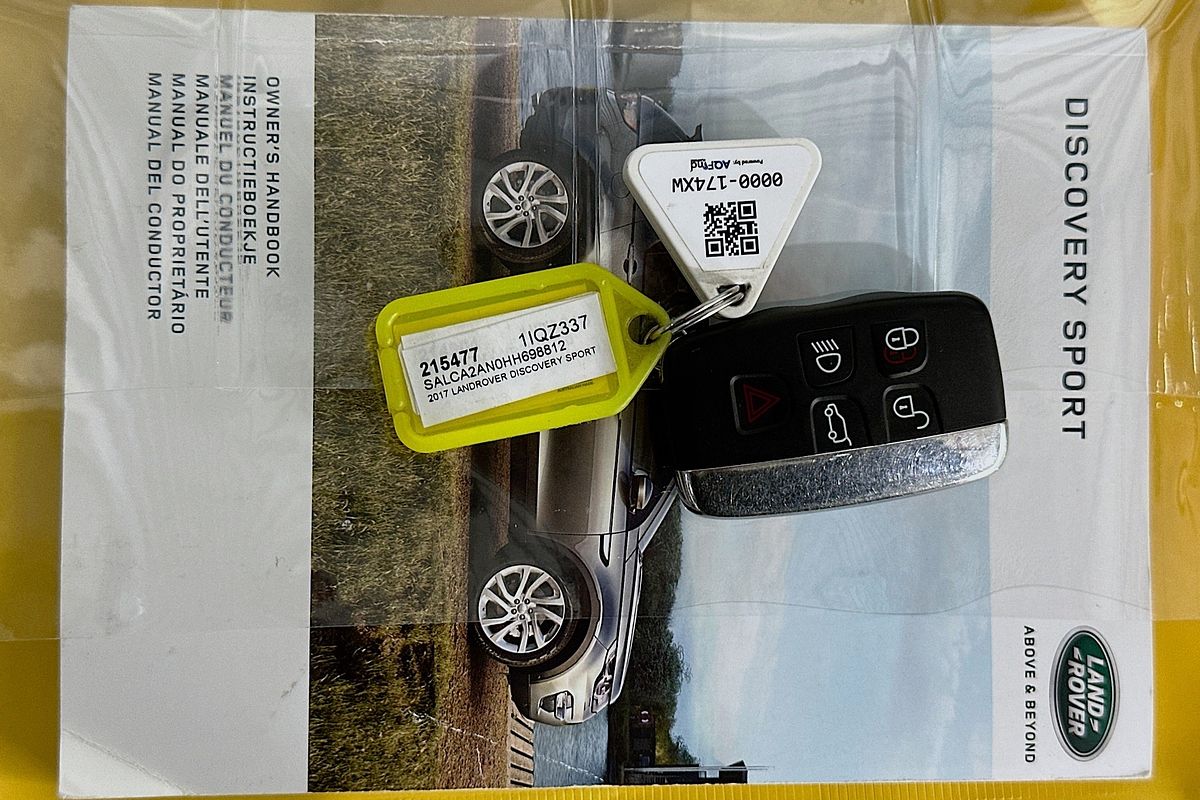 DISCOVERY SPORT
LAND
ROVER
ABOVE & BEYOND
0000-174XW
Powered by: AQFind
215477 1IQZ337
SALCA2AN0HH698812
2017 LANDROVER DISCOVERY SPORT
OWNER'S HANDBOOK
INSTRUCTIEBOEKJE
MANUEL DU CONDUCTEUR
MANUALE DELL'UTENTE
MANUAL DO PROPRIETÁRIO
MANUAL DEL CONDUCTOR